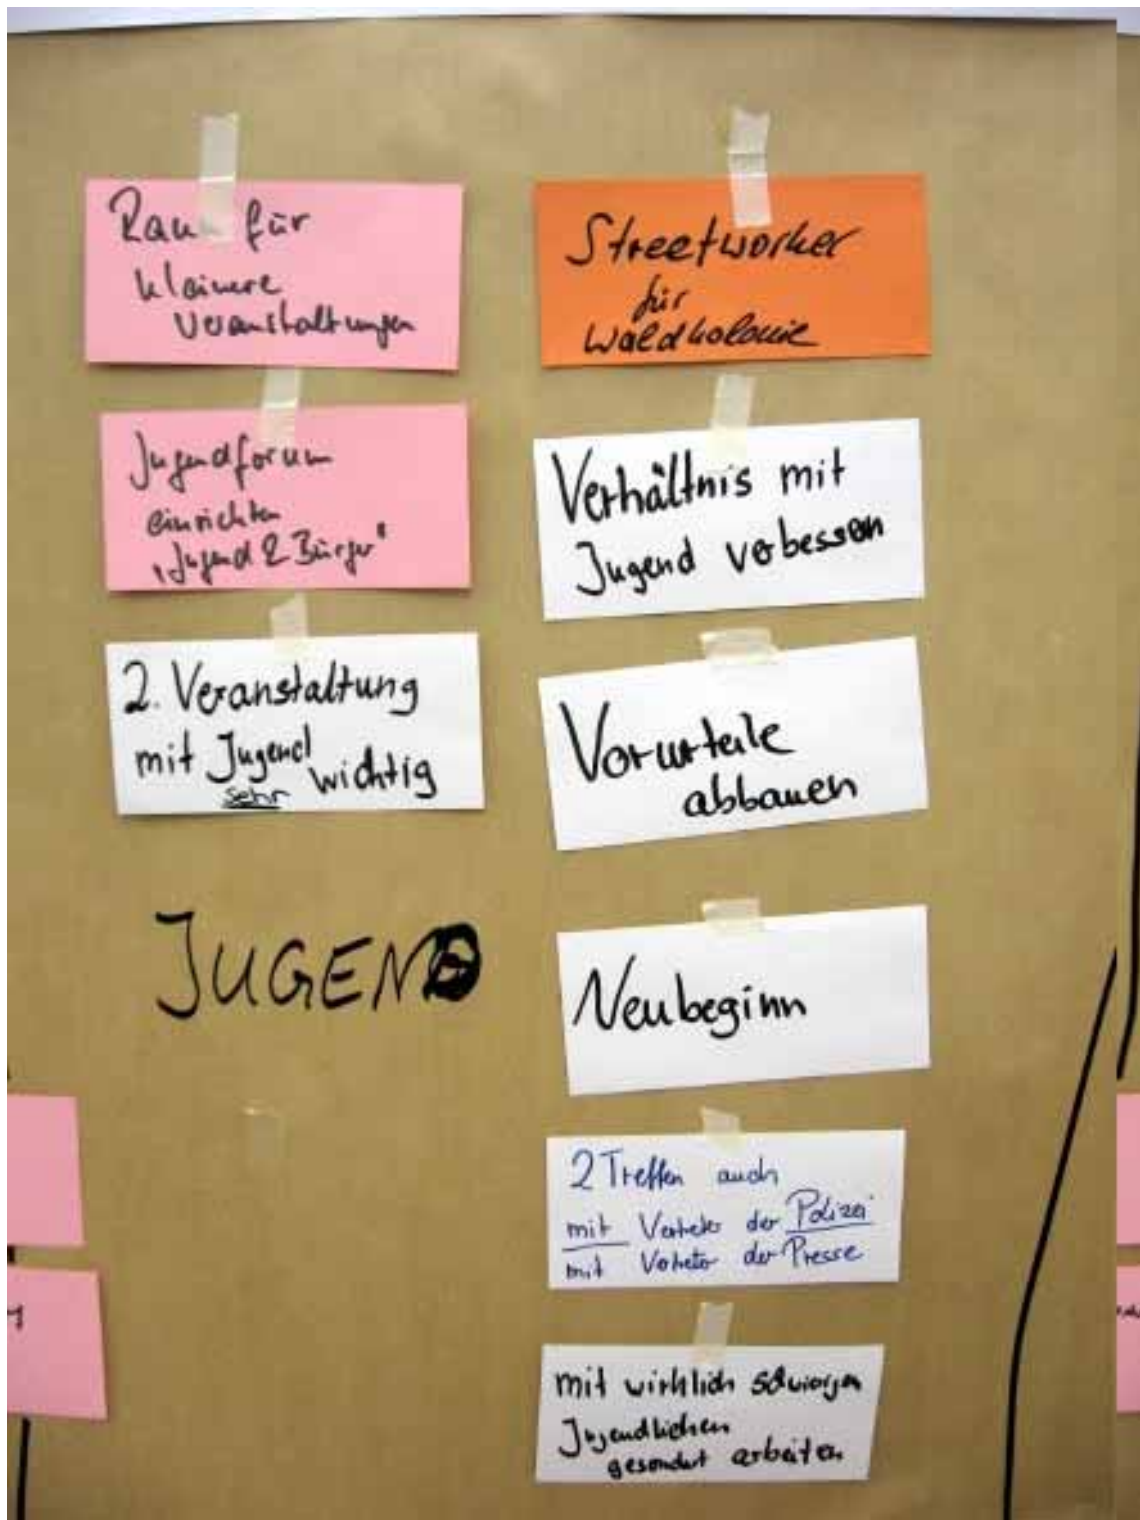 Raum für
kleinere
Veranstaltungen
Jugendforum
einrichten
„Jugend & Bürger"
2. Veranstaltung
mit Jugend wichtig
sehr
JUGEND
Streetworker
für
Waldkolonie
Verhältnis mit
Jugend verbessern
Vorurteile
abbauen
Neubeginn
2 Treffen auch
mit Vertreter der Polizei
mit Vertreter der Presse
mit wirklich schwierigen
Jugendlichen
gesondert arbeiten